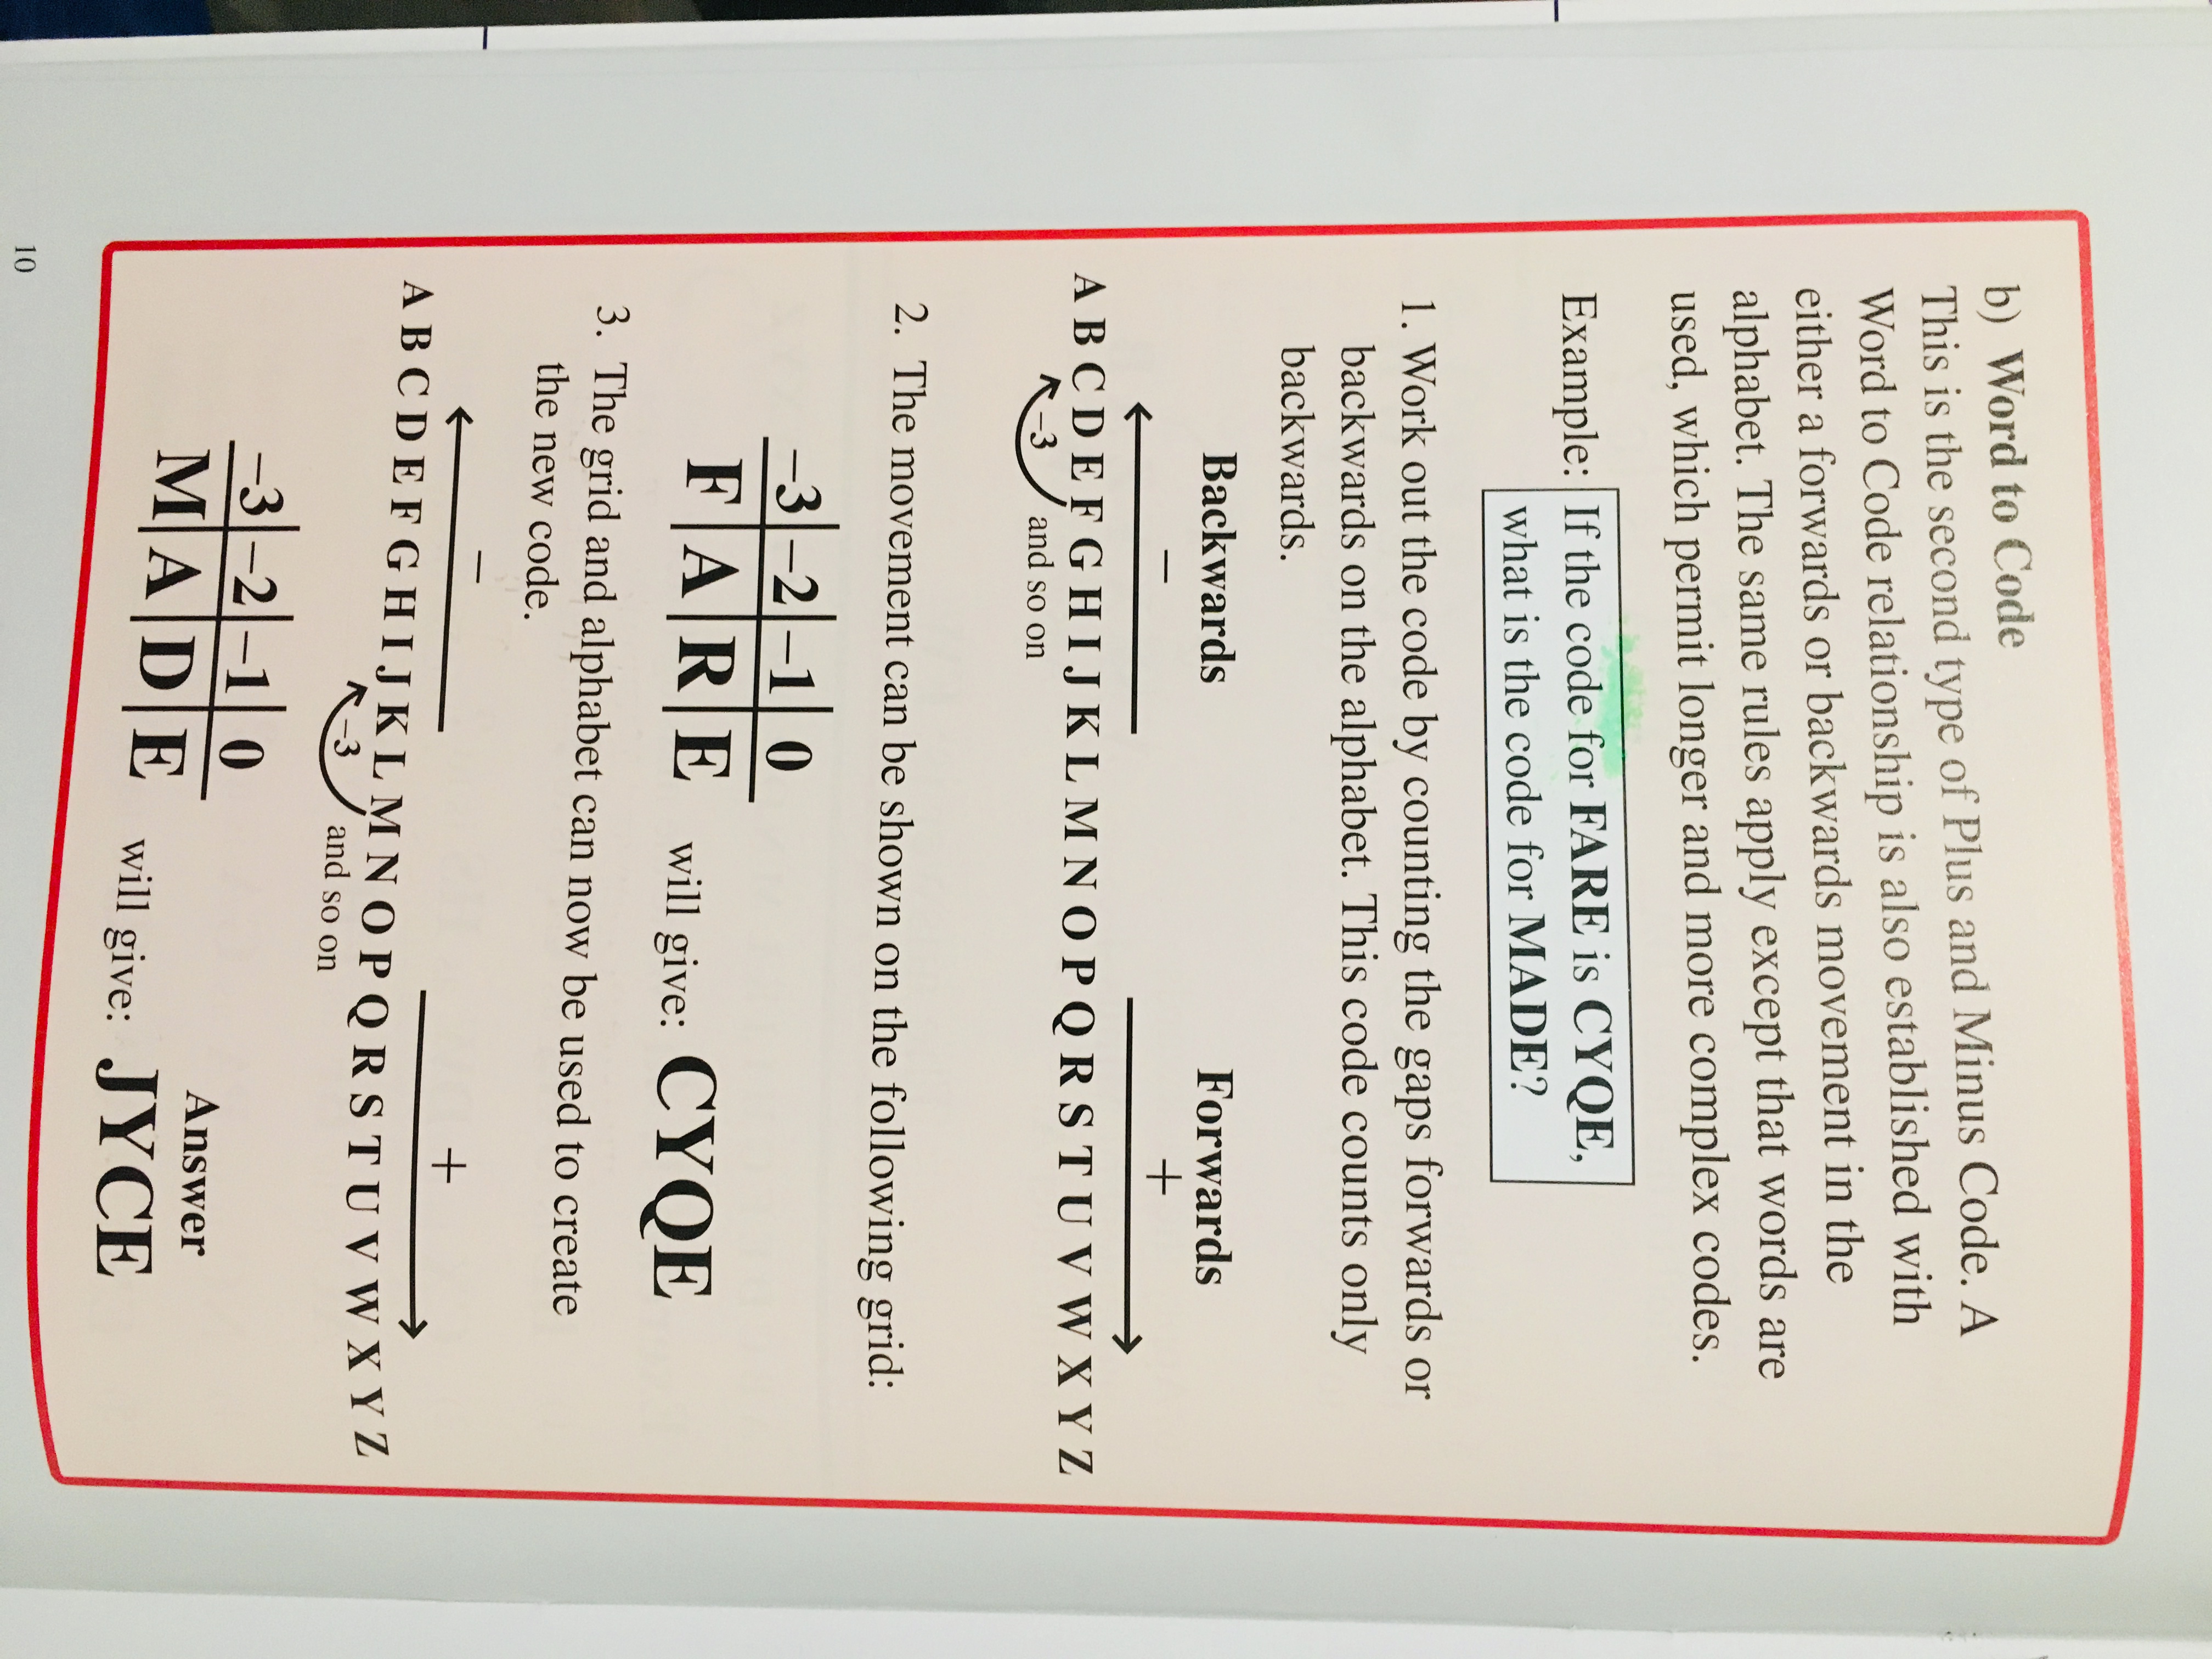 b) Word to Code
This is the second type of Plus and Minus Code. A
Word to Code relationship is also established with
either a forwards or backwards movement in the
alphabet. The same rules apply except that words are
used, which permit longer and more complex codes.
Example: If the code for FARE is CYQE,
what is the code for MADE?
1. Work out the code by counting the gaps forwards or
backwards on the alphabet. This code counts only
backwards.
Backwards Forwards
– +
A B C D E F G H I J K L M N O P Q R S T U V W X Y Z
–3 and so on
2. The movement can be shown on the following grid:
–3 –2 –1 0
F A R E will give: CYQE
3. The grid and alphabet can now be used to create
the new code.
– +
A B C D E F G H I J K L M N O P Q R S T U V W X Y Z
–3 and so on
–3 –2 –1 0 Answer
M A D E will give: JYCE
10